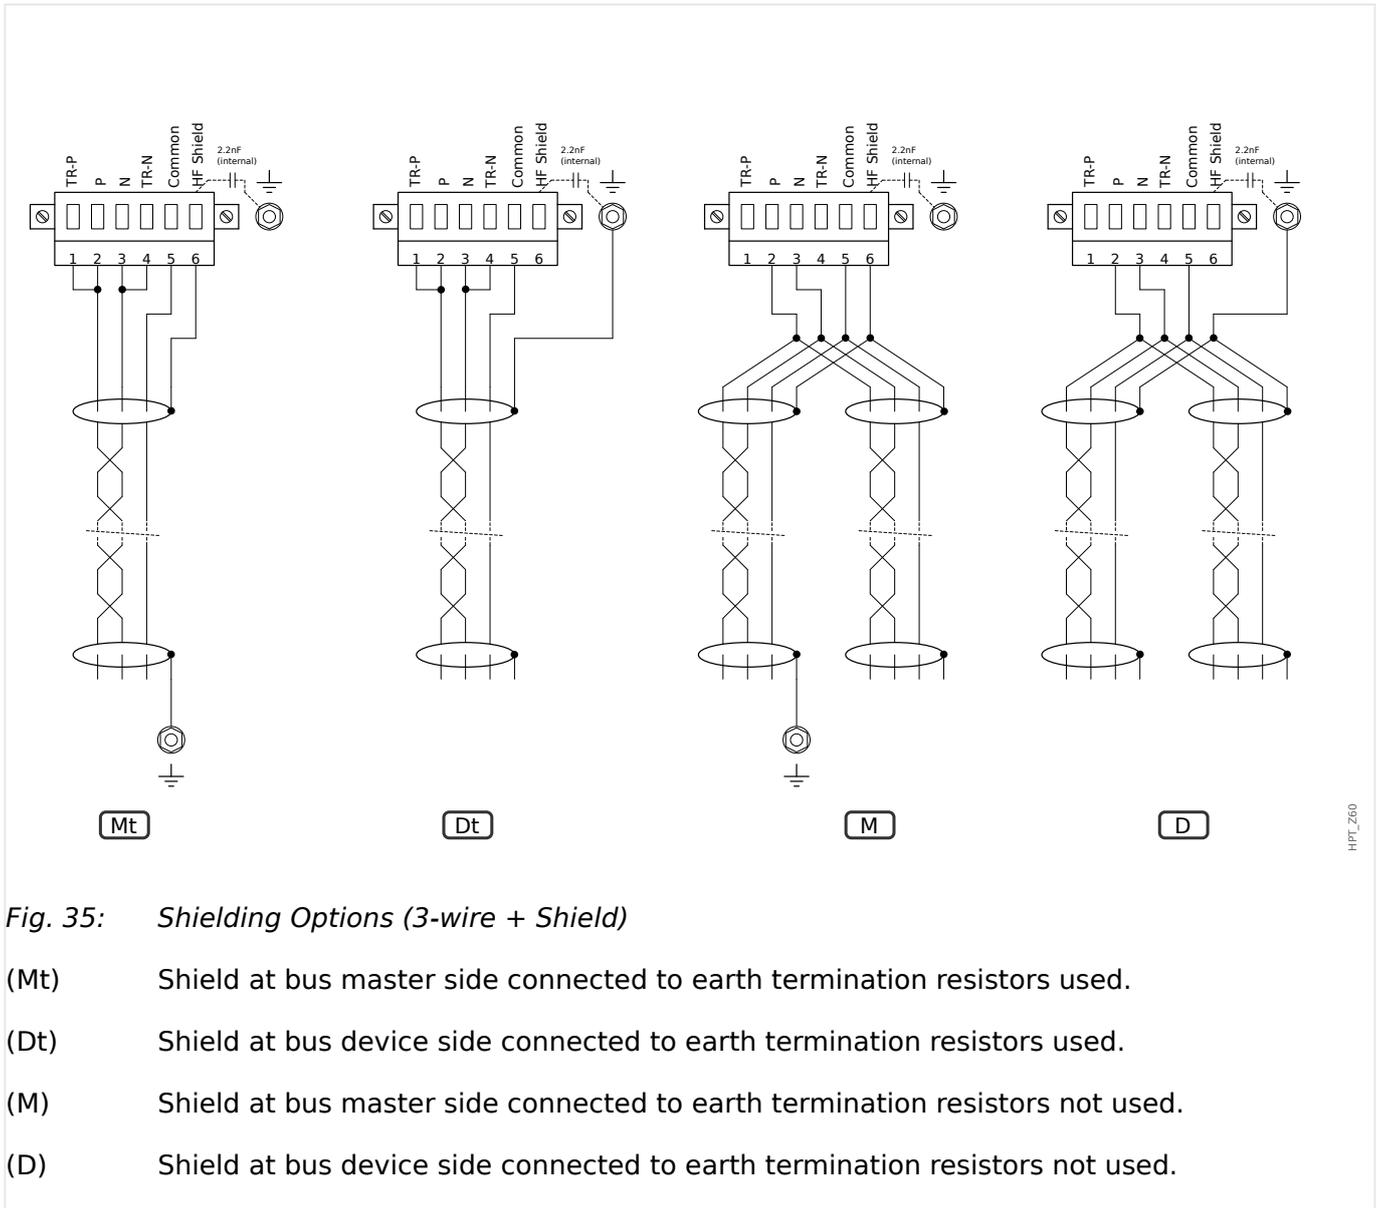 TR-P P N TR-N Common HF Shield 2.2nF
(internal)
1 2 3 4 5 6
TR-P P N TR-N Common HF Shield 2.2nF
(internal)
1 2 3 4 5 6
TR-P P N TR-N Common HF Shield 2.2nF
(internal)
1 2 3 4 5 6
TR-P P N TR-N Common HF Shield 2.2nF
(internal)
1 2 3 4 5 6
Mt Dt M D
HPT_Z60
Fig. 35: Shielding Options (3-wire + Shield)
(Mt) Shield at bus master side connected to earth termination resistors used.
(Dt) Shield at bus device side connected to earth termination resistors used.
(M) Shield at bus master side connected to earth termination resistors not used.
(D) Shield at bus device side connected to earth termination resistors not used.